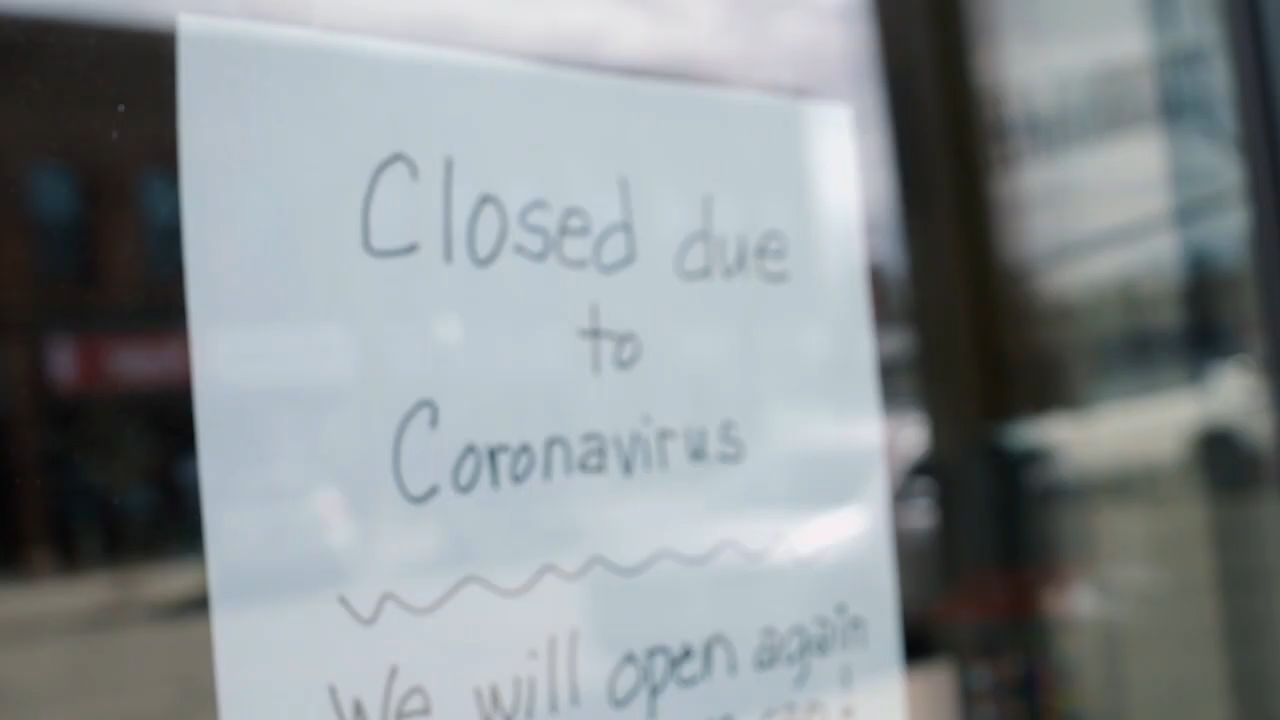 Closed due
to
Coronavirus
We will open again